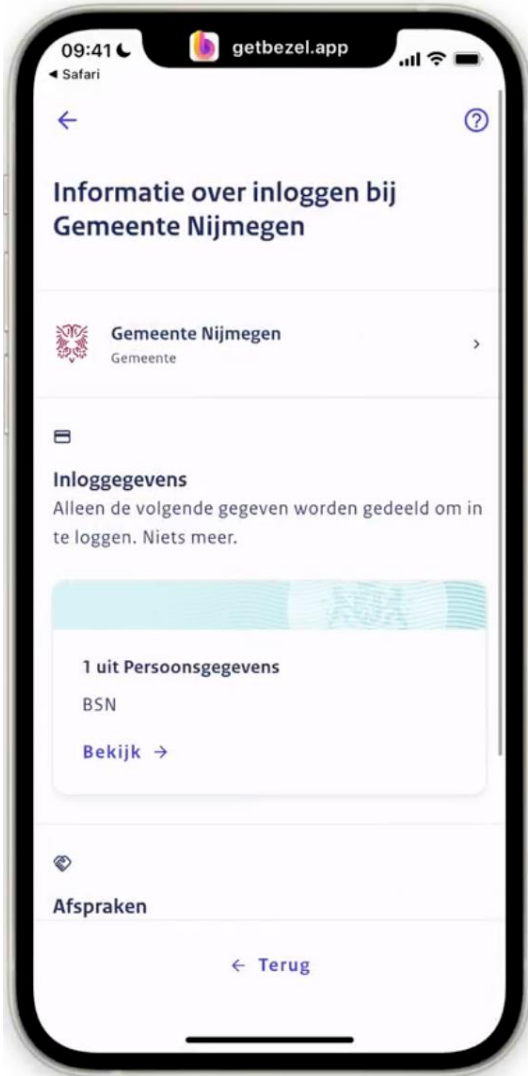 09:41
getbezel.app
◀ Safari
Informatie over inloggen bij
Gemeente Nijmegen
Gemeente Nijmegen
Gemeente
Inloggegevens
Alleen de volgende gegeven worden gedeeld om in
te loggen. Niets meer.
1 uit Persoonsgegevens
BSN
Bekijk →
Afspraken
← Terug